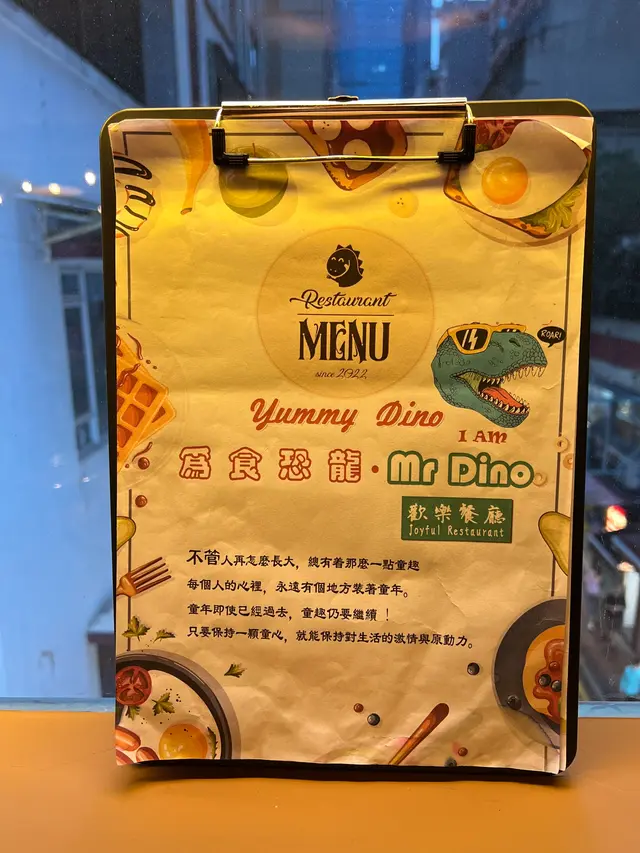 Restaurant
MENU
since 2022
ROAR!
Yummy Dino
I AM
爲食恐龍·Mr Dino
歡樂餐廳
Joyful Restaurant
不管人再怎麼長大，總有着那麼一點童趣
每個人的心裡，永遠有個地方裝著童年。
童年即使已經過去，童趣仍要繼續！
只要保持一顆童心，就能保持對生活的激情與原動力。